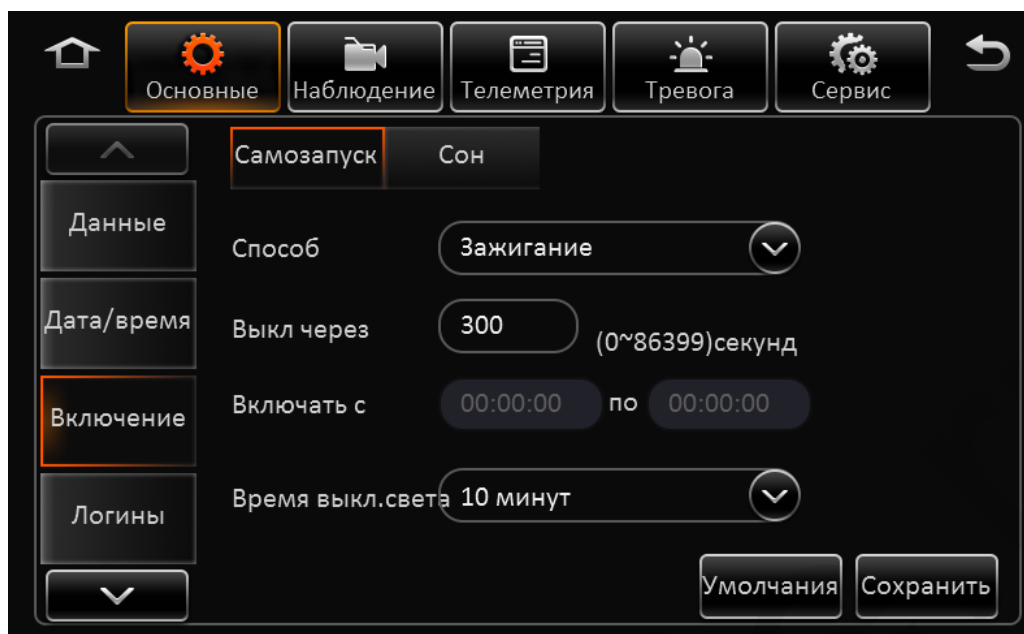 Основные Наблюдение Телеметрия Тревога Сервис
Самозапуск Сон
Данные
Способ Зажигание
Дата/время
Выкл через 300 (0~86399)секунд
Включение
Включать с 00:00:00 по 00:00:00
Время выкл.света 10 минут
Логины
Умолчания Сохранить